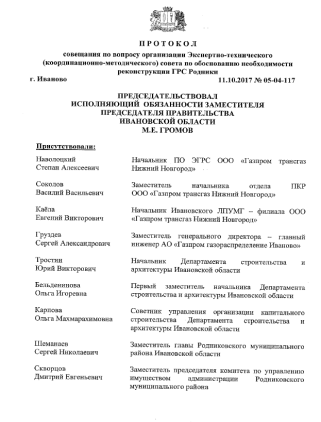 ПРОТОКОЛ
совещания по вопросу организации Экспертно-технического
(координационно-методического) совета по обоснованию необходимости
реконструкции ГРС Родники
г. Иваново 11.10.2017 № 05-04-117
ПРЕДСЕДАТЕЛЬСТВОВАЛ
ИСПОЛНЯЮЩИЙ ОБЯЗАННОСТИ ЗАМЕСТИТЕЛЯ
ПРЕДСЕДАТЕЛЯ ПРАВИТЕЛЬСТВА
ИВАНОВСКОЙ ОБЛАСТИ
М.Е. ГРОМОВ
Присутствовали:
Наволоцкий Начальник ПО ЭГРС ООО «Газпром трансгаз
Степан Алексеевич Нижний Новгород»
Соколов Заместитель начальника отдела ПКР
Василий Васильевич ООО «Газпром трансгаз Нижний Новгород»
Каёла Начальник Ивановского ЛПУМГ – филиала ООО
Евгений Викторович «Газпром трансгаз Нижний Новгород»
Груздев Заместитель генерального директора – главный
Сергей Александрович инженер АО «Газпром газораспределение Иваново»
Тростин Начальник Департамента строительства и
Юрий Викторович архитектуры Ивановской области
Бельденинова Первый заместитель начальника Департамента
Ольга Игоревна строительства и архитектуры Ивановской области
Карпова Советник управления организации капитального
Ольга Махмарахимовна строительства Департамента строительства и
архитектуры Ивановской области
Шеманаев Заместитель главы Родниковского муниципального
Сергей Николаевич района Ивановской области
Скворцов Заместитель председателя комитета по управлению
Дмитрий Евгеньевич имуществом администрации Родниковского
муниципального района